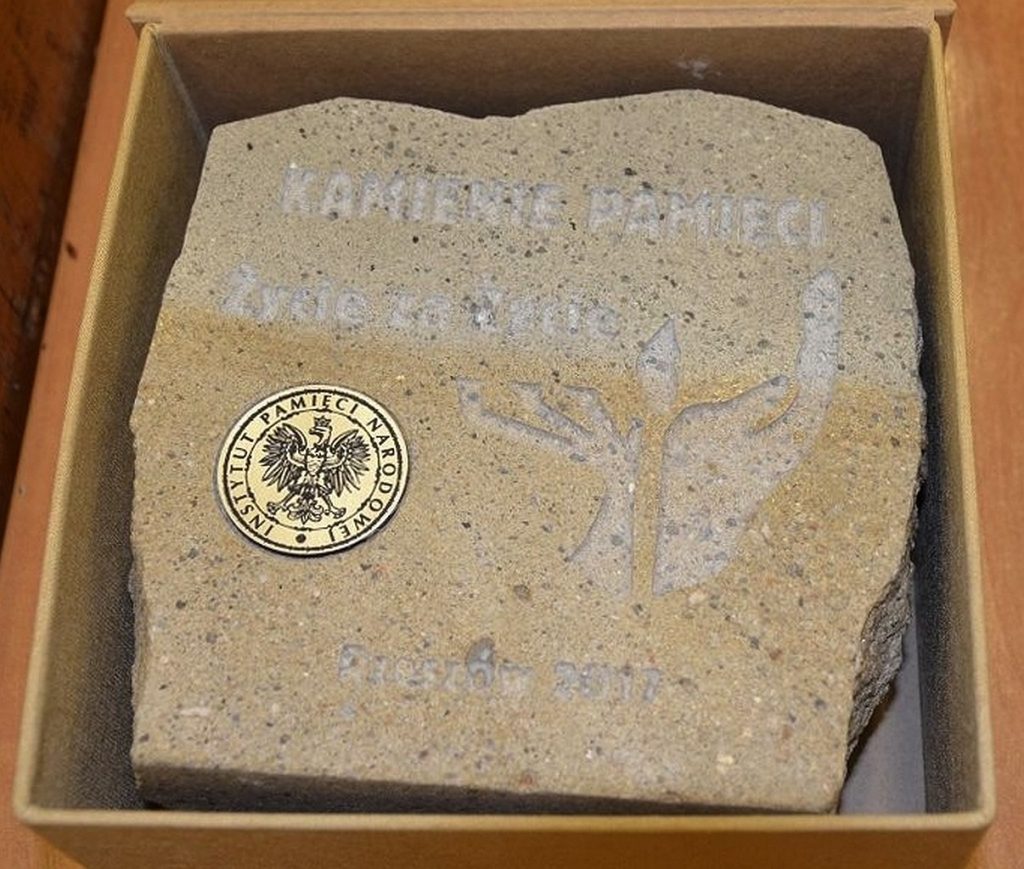 KAMIENIE PAMIĘCI
Życie za Życie
INSTYTUT PAMIĘCI NARODOWEJ
Rzeszów 2017